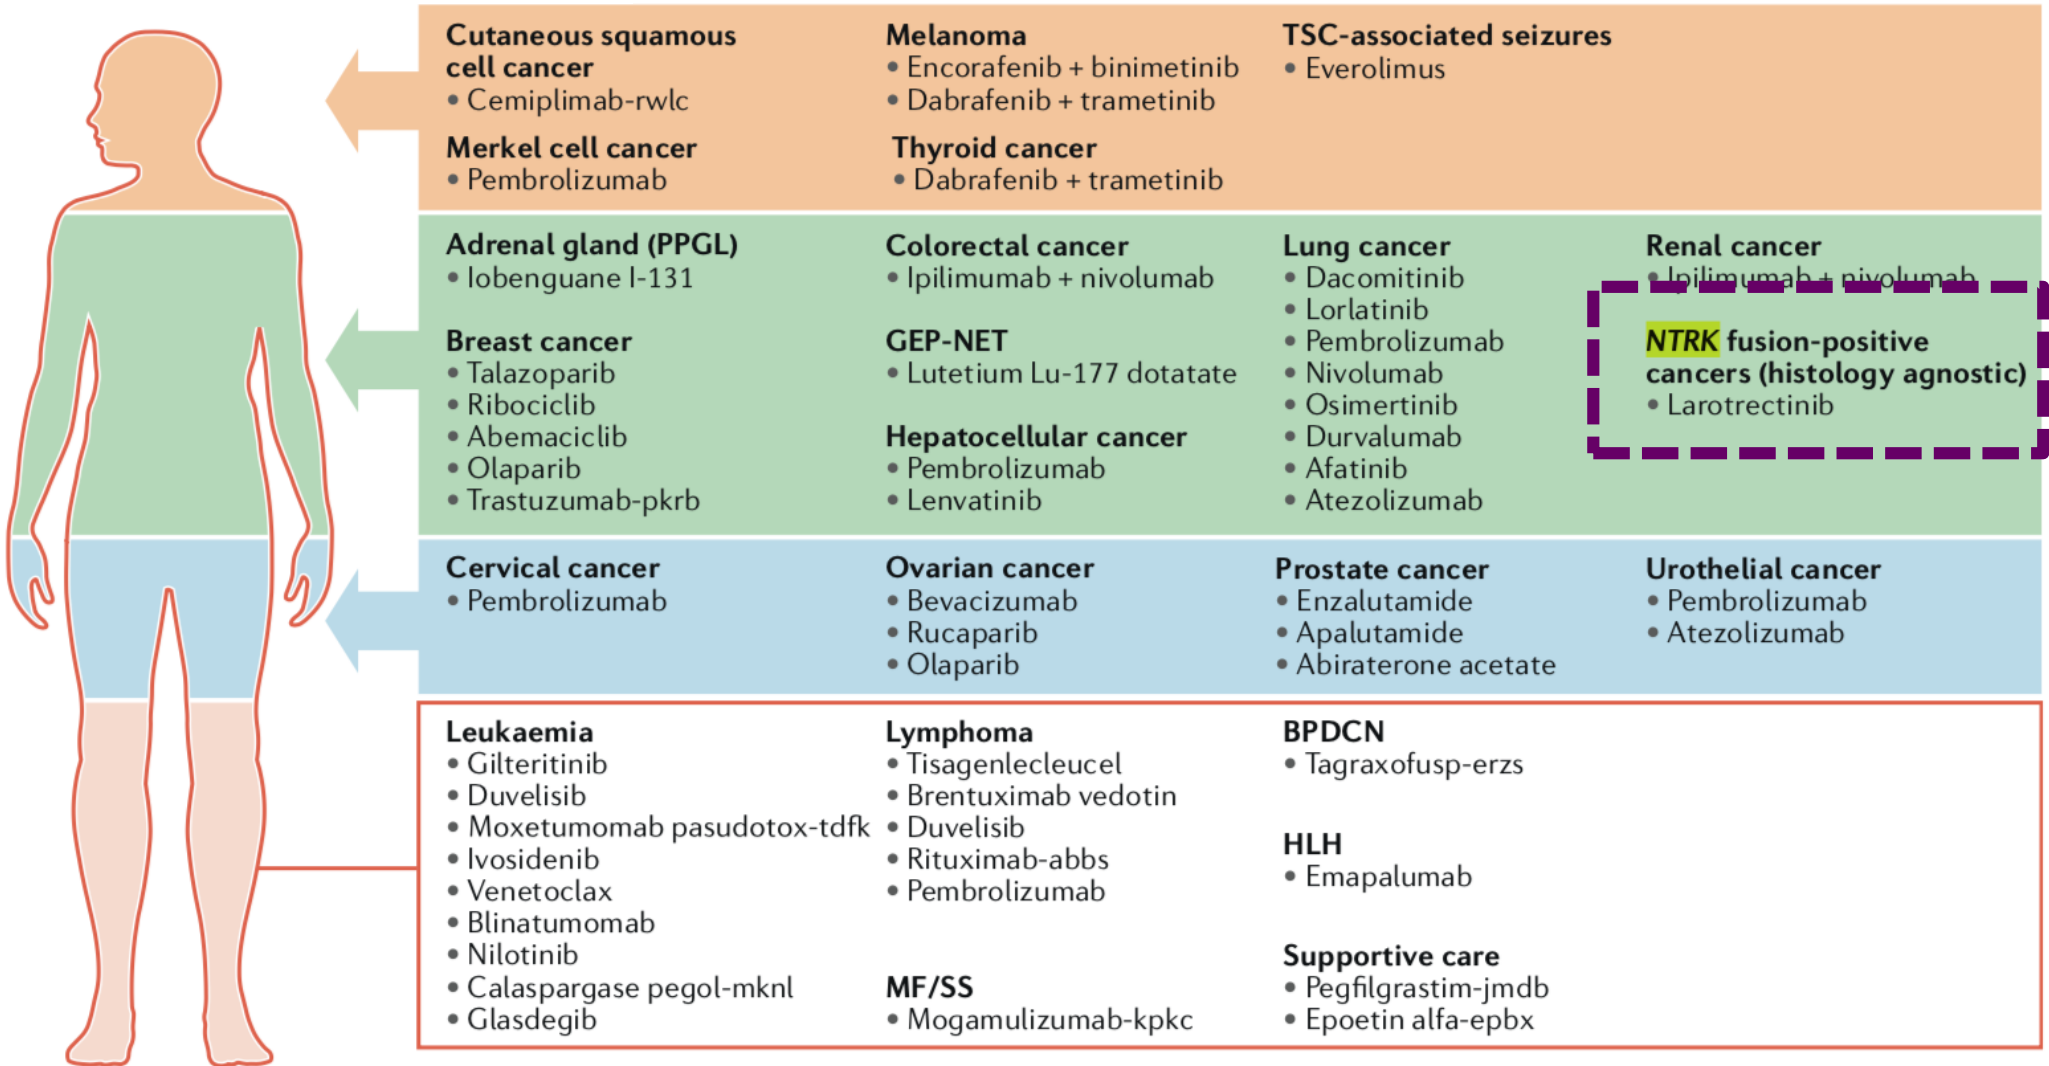 Cutaneous squamous
cell cancer
• Cemiplimab-rwlc
Merkel cell cancer
• Pembrolizumab
Melanoma
• Encorafenib + binimetinib
• Dabrafenib + trametinib
Thyroid cancer
• Dabrafenib + trametinib
TSC-associated seizures
• Everolimus
Adrenal gland (PPGL)
• Iobenguane I-131
Breast cancer
• Talazoparib
• Ribociclib
• Abemaciclib
• Olaparib
• Trastuzumab-pkrb
Colorectal cancer
• Ipilimumab + nivolumab
GEP-NET
• Lutetium Lu-177 dotatate
Hepatocellular cancer
• Pembrolizumab
• Lenvatinib
Lung cancer
• Dacomitinib
• Lorlatinib
• Pembrolizumab
• Nivolumab
• Osimertinib
• Durvalumab
• Afatinib
• Atezolizumab
Renal cancer
• Ipilimumab + nivolumab
NTRK fusion-positive
cancers (histology agnostic)
• Larotrectinib
Cervical cancer
• Pembrolizumab
Ovarian cancer
• Bevacizumab
• Rucaparib
• Olaparib
Prostate cancer
• Enzalutamide
• Apalutamide
• Abiraterone acetate
Urothelial cancer
• Pembrolizumab
• Atezolizumab
Leukaemia
• Gilteritinib
• Duvelisib
• Moxetumomab pasudotox-tdfk
• Ivosidenib
• Venetoclax
• Blinatumomab
• Nilotinib
• Calaspargase pegol-mknl
• Glasdegib
Lymphoma
• Tisagenlecleucel
• Brentuximab vedotin
• Duvelisib
• Rituximab-abbs
• Pembrolizumab
MF/SS
• Mogamulizumab-kpkc
BPDCN
• Tagraxofusp-erzs
HLH
• Emapalumab
Supportive care
• Pegfilgrastim-jmdb
• Epoetin alfa-epbx